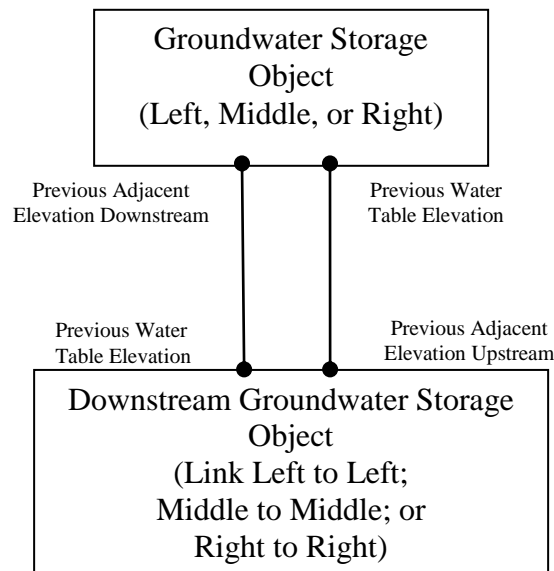 Groundwater Storage
Object
(Left, Middle, or Right)
Previous Adjacent
Elevation Downstream
Previous Water
Table Elevation
Previous Water
Table Elevation
Previous Adjacent
Elevation Upstream
Downstream Groundwater Storage
Object
(Link Left to Left;
Middle to Middle; or
Right to Right)